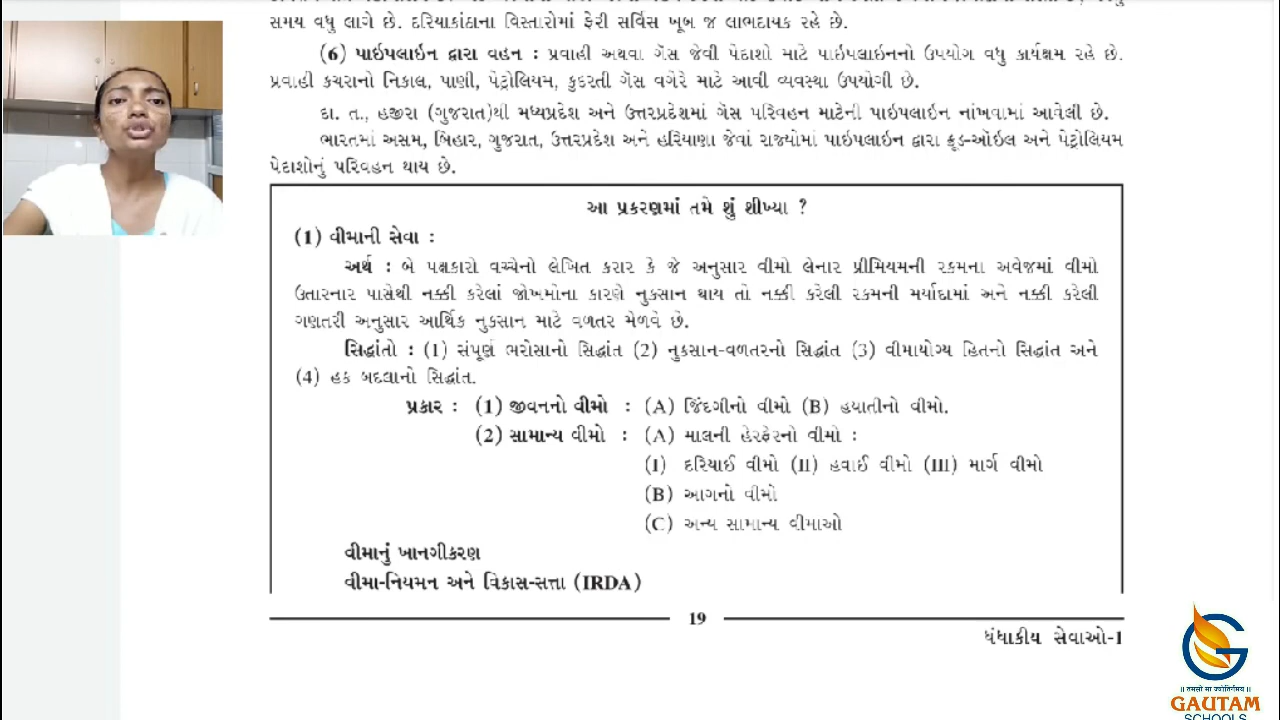 સમય વધુ લાગે છે. દરિયાકાંઠાના વિસ્તારોમાં ફેરી સર્વિસ ખૂબ જ લાભદાયક રહે છે.
(6) પાઇપલાઇન દ્વારા વહન : પ્રવાહી અથવા ગૅસ જેવી પેદાશો માટે પાઇપલાઇનનો ઉપયોગ વધુ કાર્યક્ષમ રહે છે.
પ્રવાહી કચરાનો નિકાલ, પાણી, પેટ્રોલિયમ, કુદરતી ગૅસ વગેરે માટે આવી વ્યવસ્થા ઉપયોગી છે.
દા. ત., હજીરા (ગુજરાત)થી મધ્યપ્રદેશ અને ઉત્તરપ્રદેશમાં ગૅસ પરિવહન માટેની પાઇપલાઇન નાંખવામાં આવેલી છે.
ભારતમાં અસમ, બિહાર, ગુજરાત, ઉત્તરપ્રદેશ અને હરિયાણા જેવાં રાજ્યોમાં પાઇપલાઇન દ્વારા ક્રૂડ-ઑઇલ અને પેટ્રોલિયમ
પેદાશોનું પરિવહન થાય છે.
આ પ્રકરણમાં તમે શું શીખ્યા ?
(1) વીમાની સેવા :
અર્થ : બે પક્ષકારો વચ્ચેનો લેખિત કરાર કે જે અનુસાર વીમો લેનાર પ્રીમિયમની રકમના અવેજમાં વીમો
ઉતારનાર પાસેથી નક્કી કરેલાં જોખમોના કારણે નુકસાન થાય તો નક્કી કરેલી રકમની મર્યાદામાં અને નક્કી કરેલી
ગણતરી અનુસાર આર્થિક નુકસાન માટે વળતર મેળવે છે.
સિદ્ધાંતો : (1) સંપૂર્ણ ભરોસાનો સિદ્ધાંત (2) નુકસાન-વળતરનો સિદ્ધાંત (3) વીમાયોગ્ય હિતનો સિદ્ધાંત અને
(4) હક બદલાનો સિદ્ધાંત.
પ્રકાર : (1) જીવનનો વીમો : (A) જિંદગીનો વીમો (B) હયાતીનો વીમો.
(2) સામાન્ય વીમો : (A) માલની હેરફેરનો વીમો :
(I) દરિયાઈ વીમો (II) હવાઈ વીમો (III) માર્ગ વીમો
(B) આગનો વીમો
(C) અન્ય સામાન્ય વીમાઓ
વીમાનું ખાનગીકરણ
વીમા-નિયમન અને વિકાસ-સત્તા (IRDA)
19
ધંધાકીય સેવાઓ-1
॥ तमसो मा ज्योतिर्गमय ॥
GAUTAM
SCHOOLS